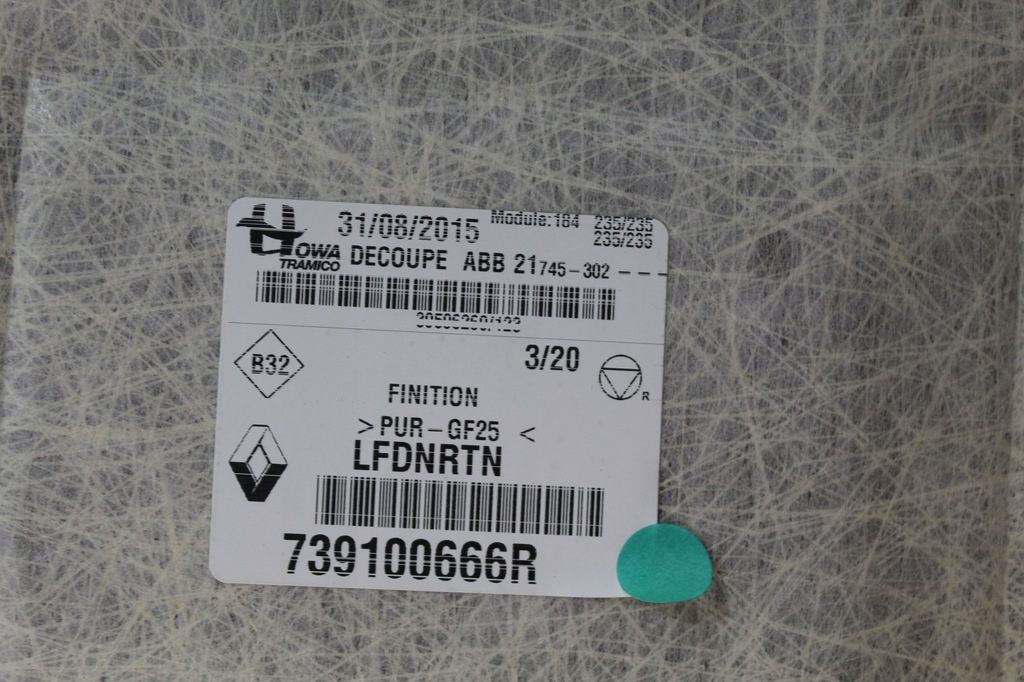 31/08/2015 Module:184 235/235
235/235
HOWA
TRAMICO
DECOUPE ABB 21745-302 ---
B32
3/20
R
FINITION
>PUR-GF25 <
LFDNRTN
739100666R